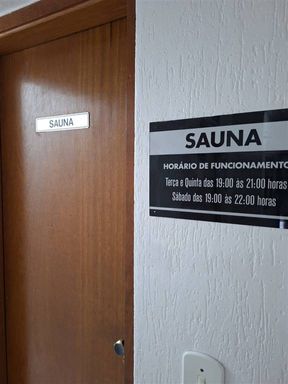 SAUNA
SAUNA
HORÁRIO DE FUNCIONAMENTO
Terca e Quinta das 19:00 às 21:00 horas
Sábado das 19:00 às 22:00 horas